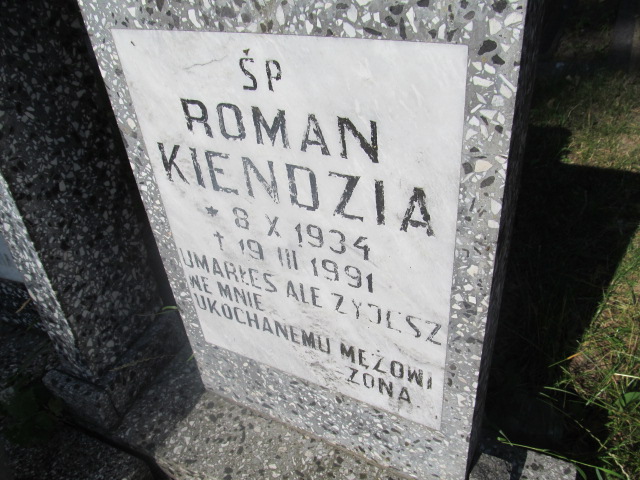 ŚP
ROMAN
KIENDZIA
* 8 X 1934
† 19 III 1991
UMARŁEŚ ALE ŻYJESZ
WE MNIE
UKOCHANEMU MĘŻOWI
ŻONA